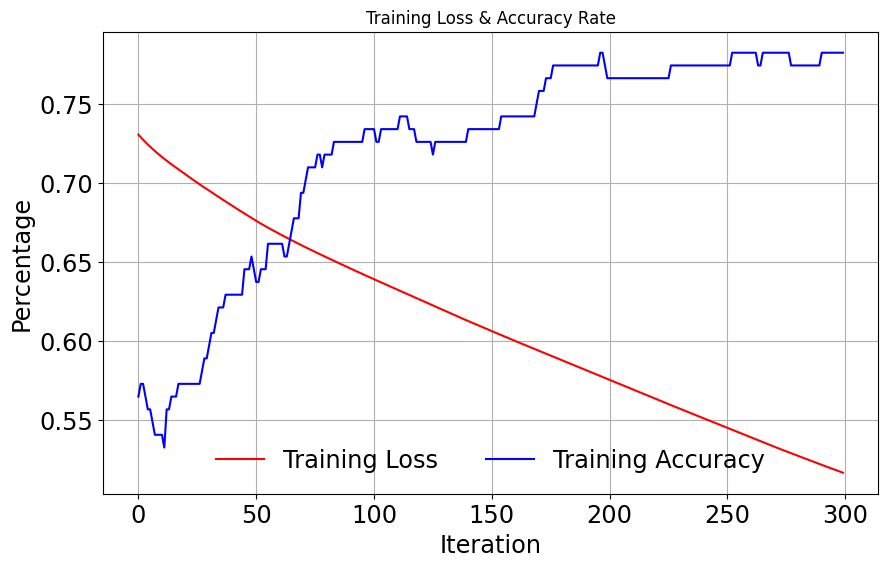 Training Loss & Accuracy Rate
Percentage
0.75
0.70
0.65
0.60
0.55
Training Loss
Training Accuracy
0 50 100 150 200 250 300
Iteration